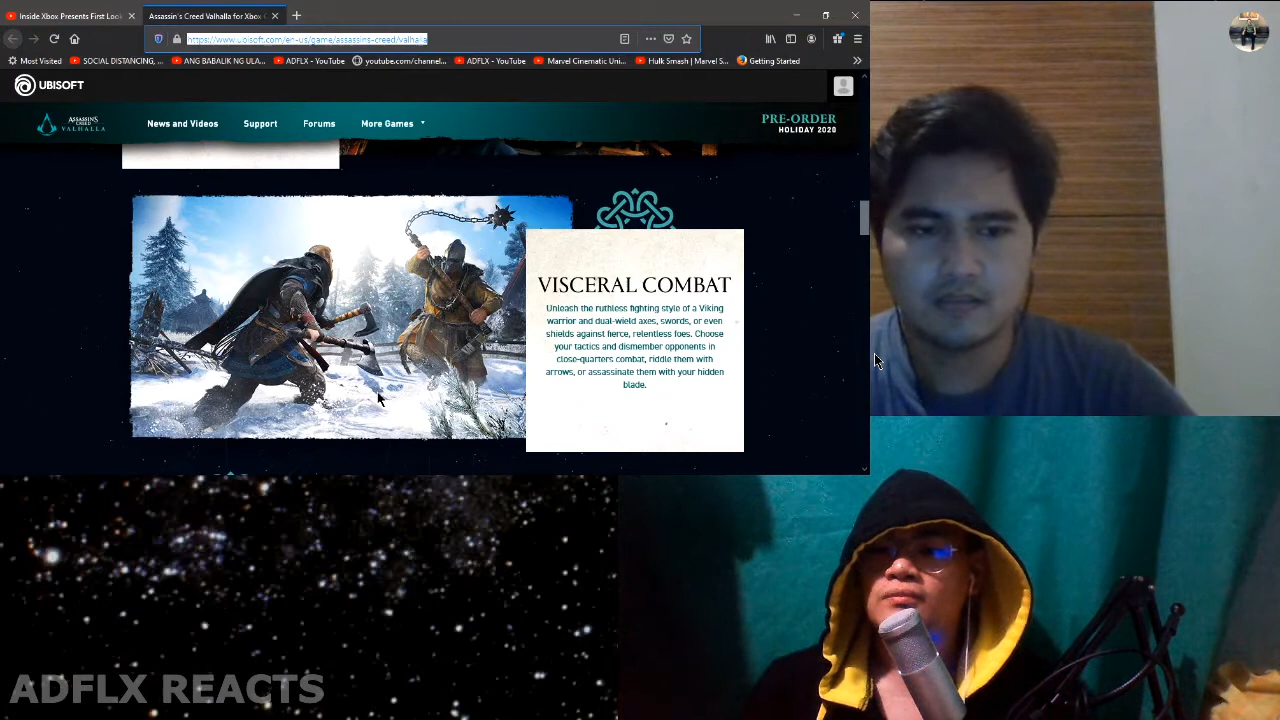 Inside Xbox Presents First Look
Assassin's Creed Valhalla for Xbox
https://www.ubisoft.com/en-us/game/assassins-creed/valhalla
Most Visited
SOCIAL DISTANCING, ...
ANG BABALIK NG ULA...
ADFLX - YouTube
youtube.com/channel...
ADFLX - YouTube
Marvel Cinematic Uni...
Hulk Smash | Marvel S...
Getting Started
UBISOFT
ASSASSIN'S CREED
VALHALLA
News and Videos
Support
Forums
More Games
PRE-ORDER
HOLIDAY 2020
VISCERAL COMBAT
Unleash the ruthless fighting style of a Viking
warrior and dual-wield axes, swords, or even
shields against fierce, relentless foes. Choose
your tactics and dismember opponents in
close-quarters combat, riddle them with
arrows, or assassinate them with your hidden
blade.
ADFLX REACTS